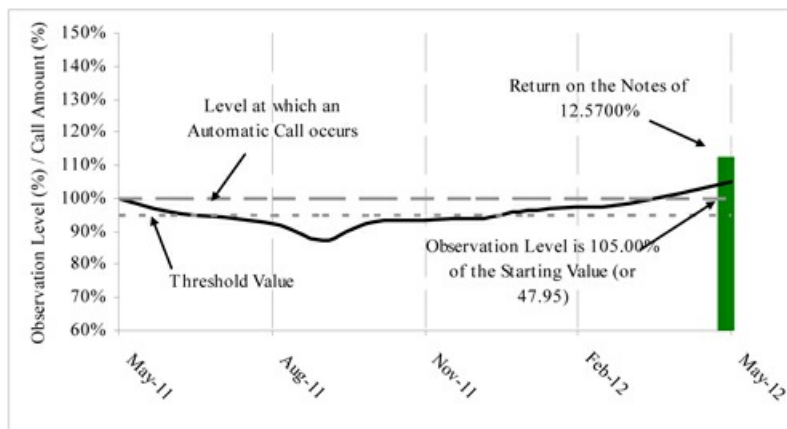 Observation Level (%) / Call Amount (%)
150%
140%
130%
120%
110%
100%
90%
80%
70%
60%
Level at which an
Automatic Call occurs
Return on the Notes of
12.5700%
Threshold Value
Observation Level is 105.00%
of the Starting Value (or
47.95)
May-11
Aug-11
Nov-11
Feb-12
May-12